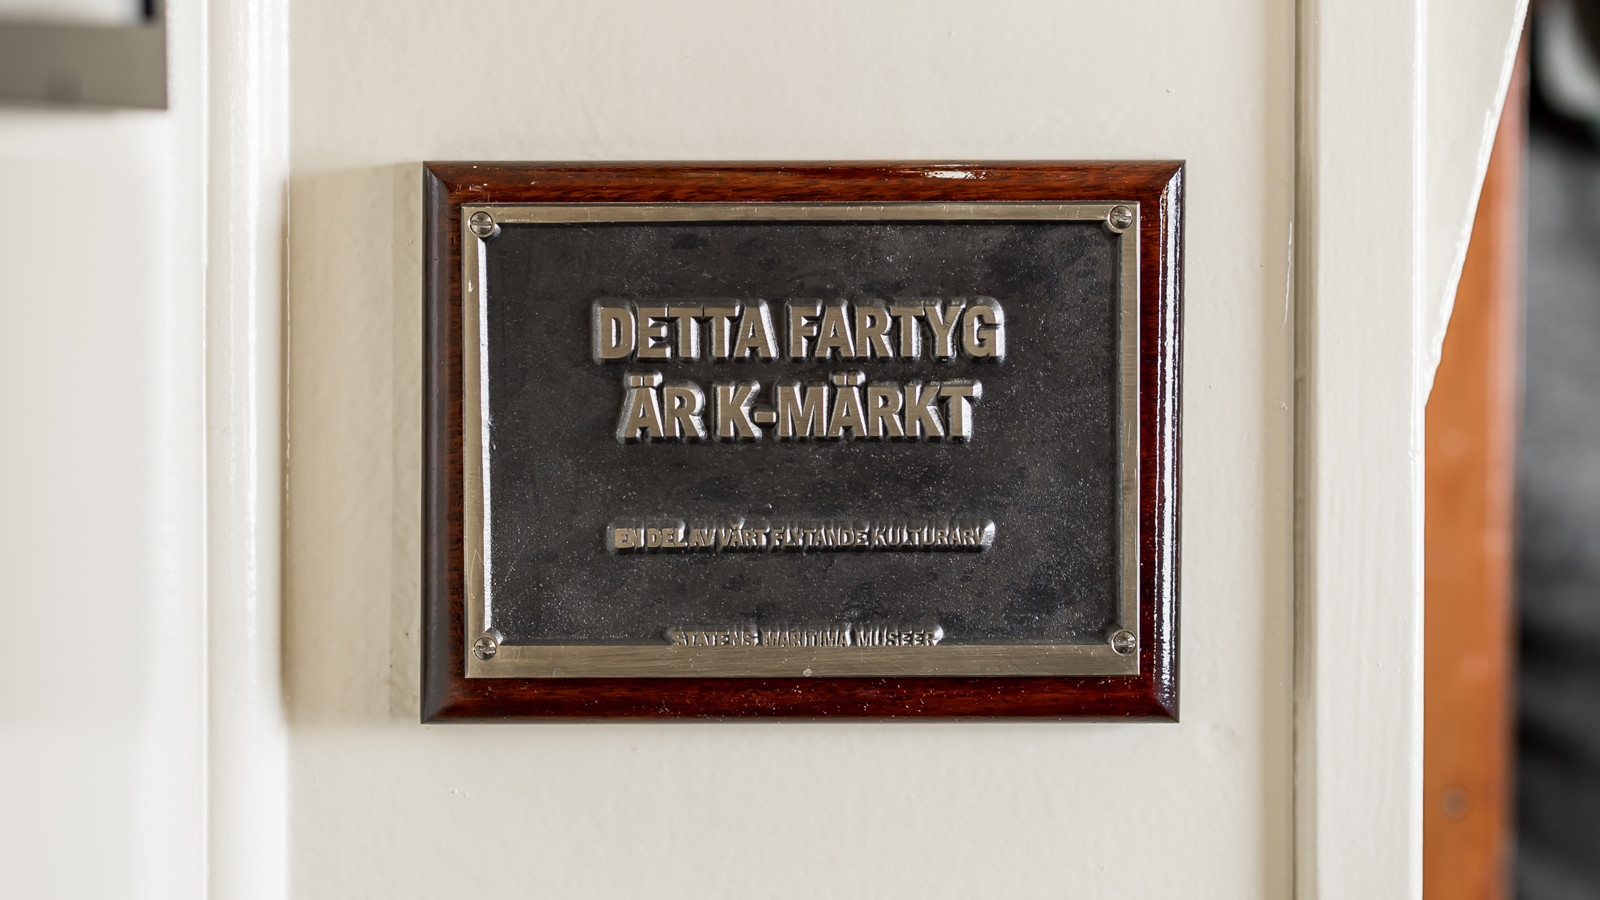 DETTA FARTYG
ÄR K-MÄRKT
EN DEL AV VÅRT FLYTANDE KULTURARV
STATENS MARITIMA MUSEER